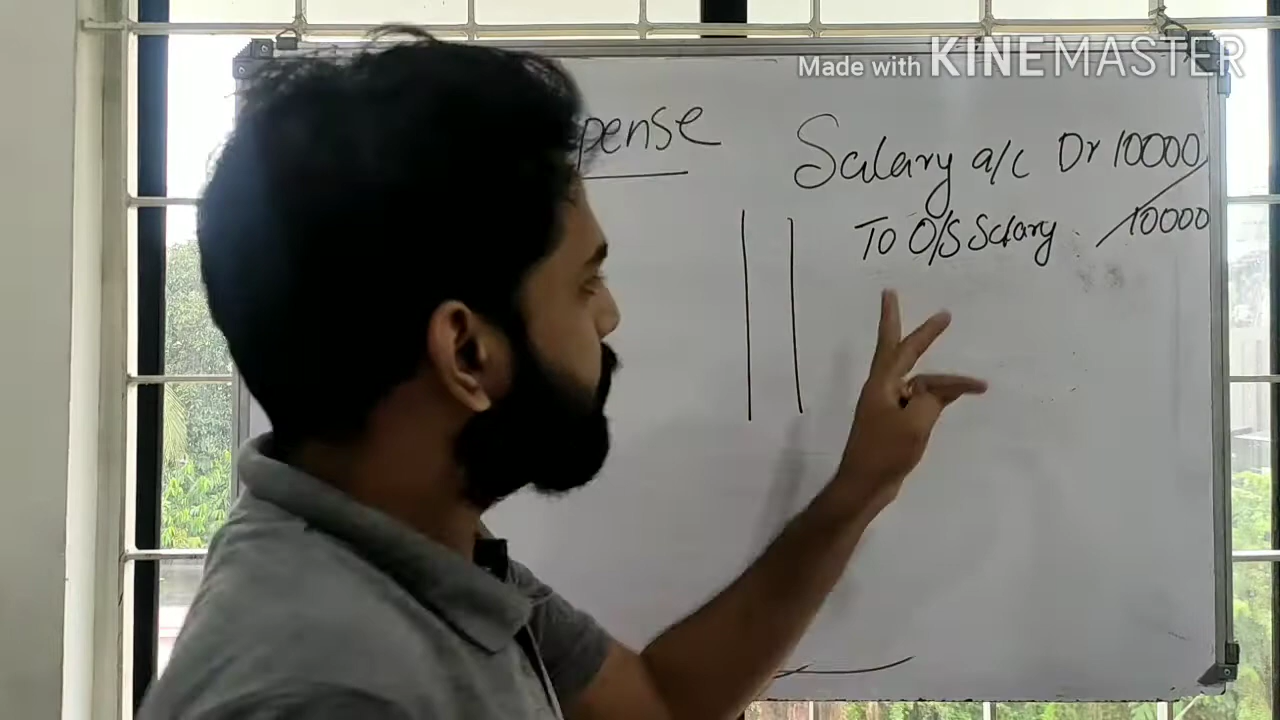 Made with KINEMASTER
pense
Salary a/c Dr 10000
To O/S Salary 10000